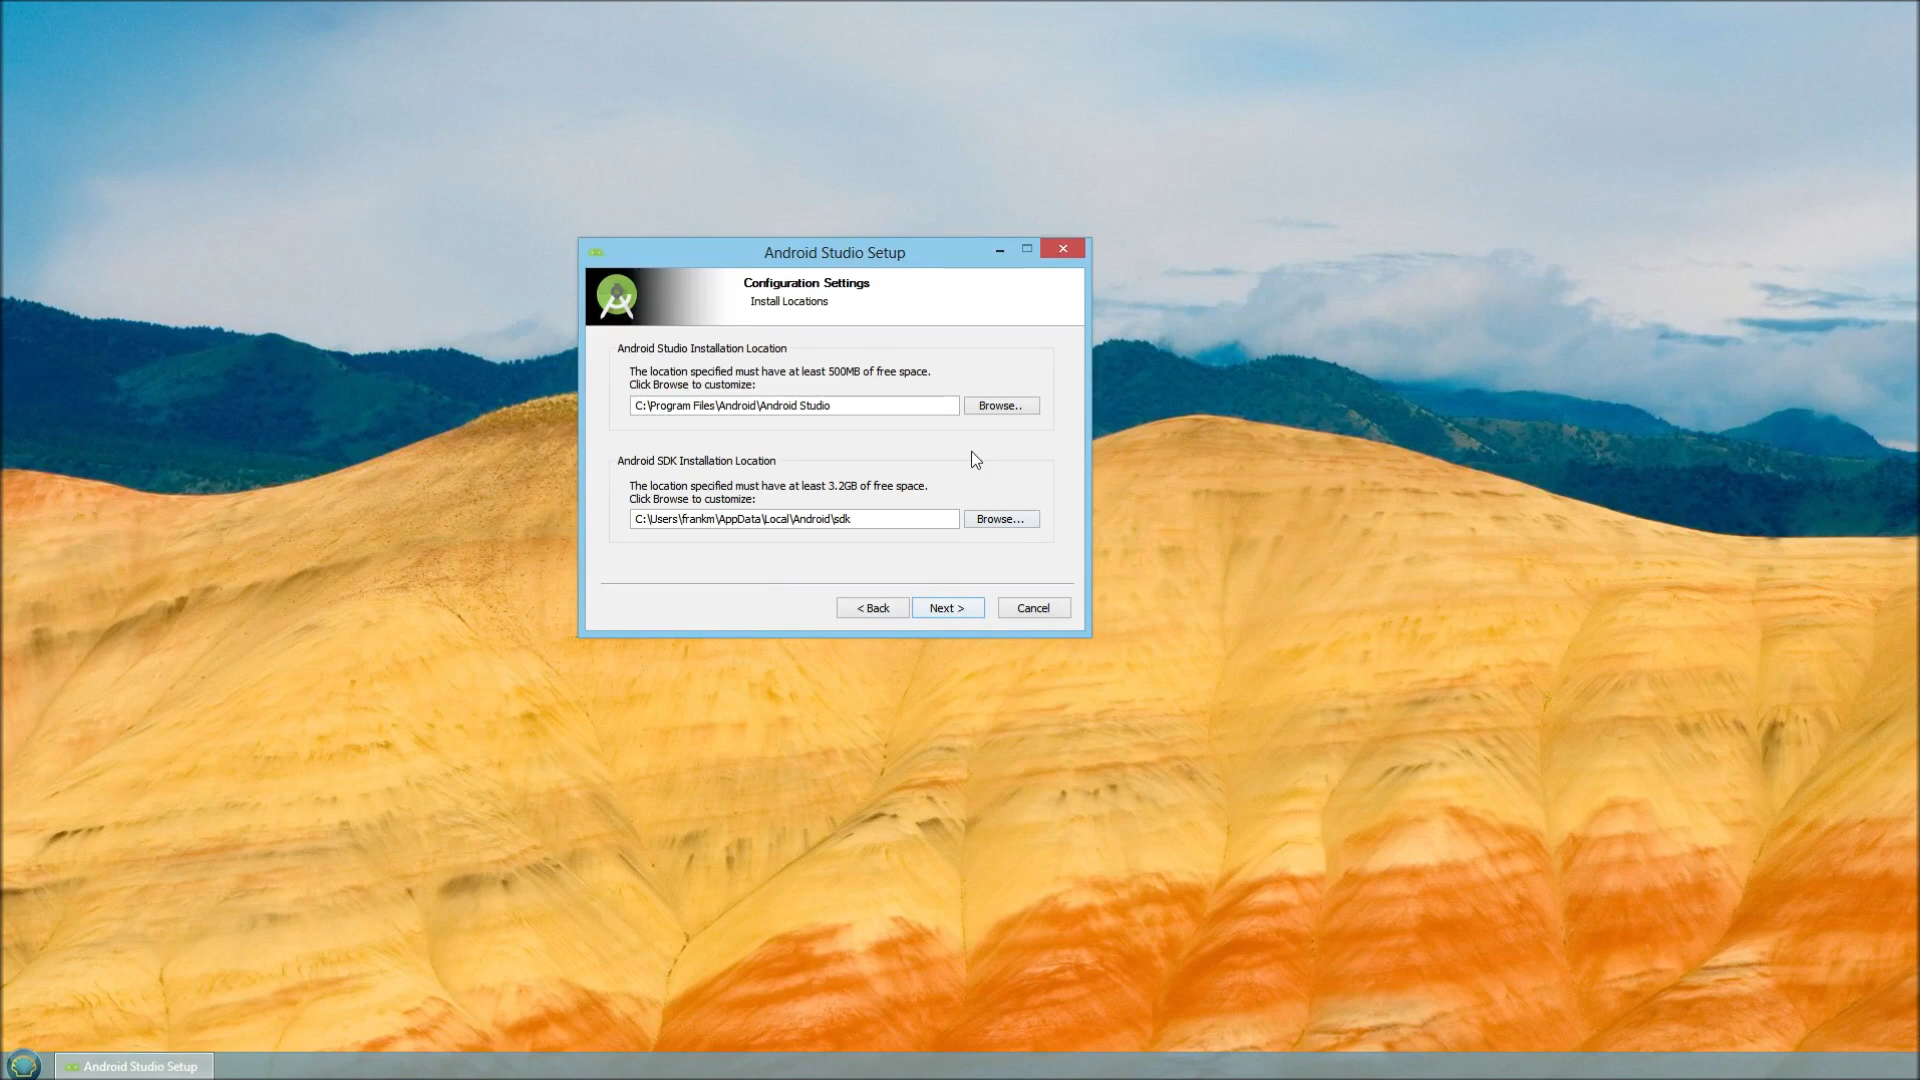 Android Studio Setup
Configuration Settings
Install Locations
Android Studio Installation Location
The location specified must have at least 500MB of free space.
Click Browse to customize:
C:\Program Files\Android\Android Studio
Browse..
Android SDK Installation Location
The location specified must have at least 3.2GB of free space.
Click Browse to customize:
C:\Users\frankm\AppData\Local\Android\sdk
Browse...
< Back
Next >
Cancel
Android Studio Setup